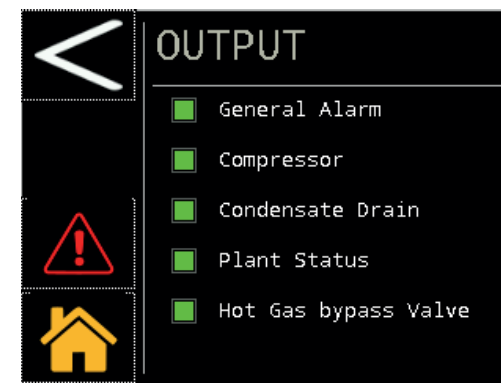 OUTPUT
General Alarm
Compressor
Condensate Drain
Plant Status
Hot Gas bypass Valve